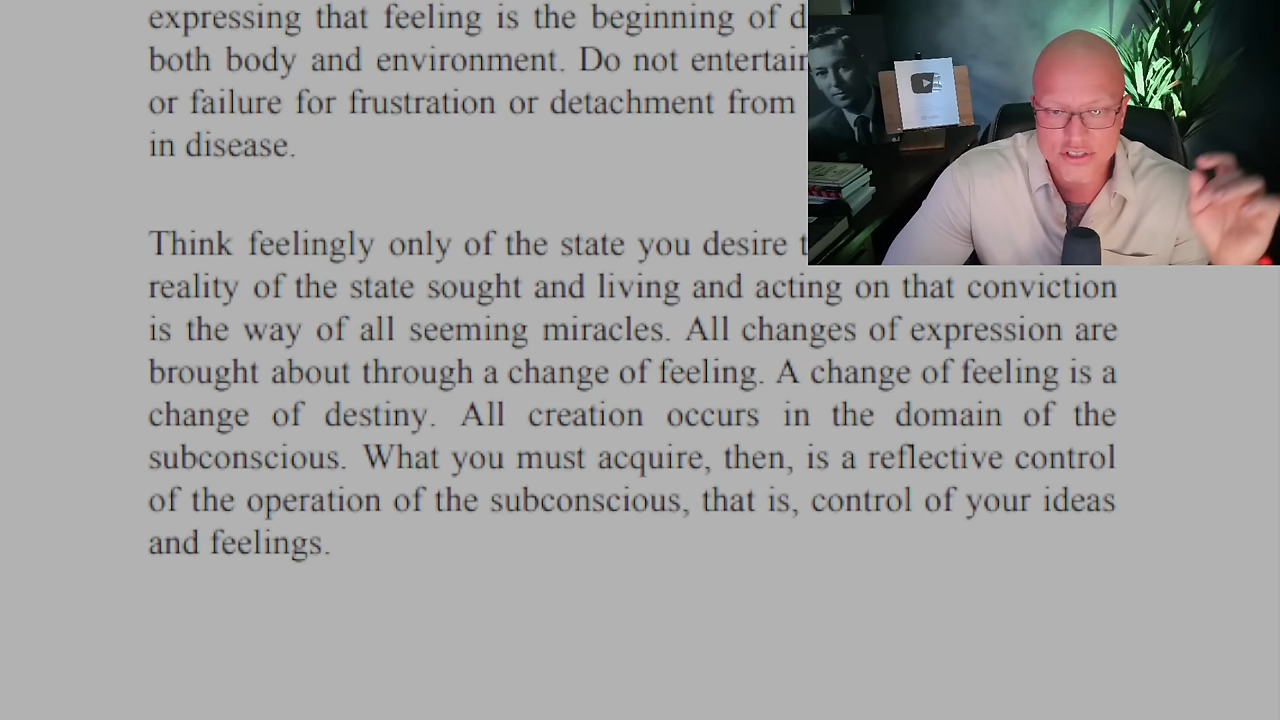 expressing that feeling is the beginning of
both body and environment. Do not
or failure for frustration or detachment from
in disease.
Think feelingly only of the state you desire
reality of the state sought and living and acting on that conviction
is the way of all seeming miracles. All changes of expression are
brought about through a change of feeling. A change of feeling is a
change of destiny. All creation occurs in the domain of the
subconscious. What you must acquire, then, is a reflective control
of the operation of the subconscious, that is, control of your ideas
and feelings.